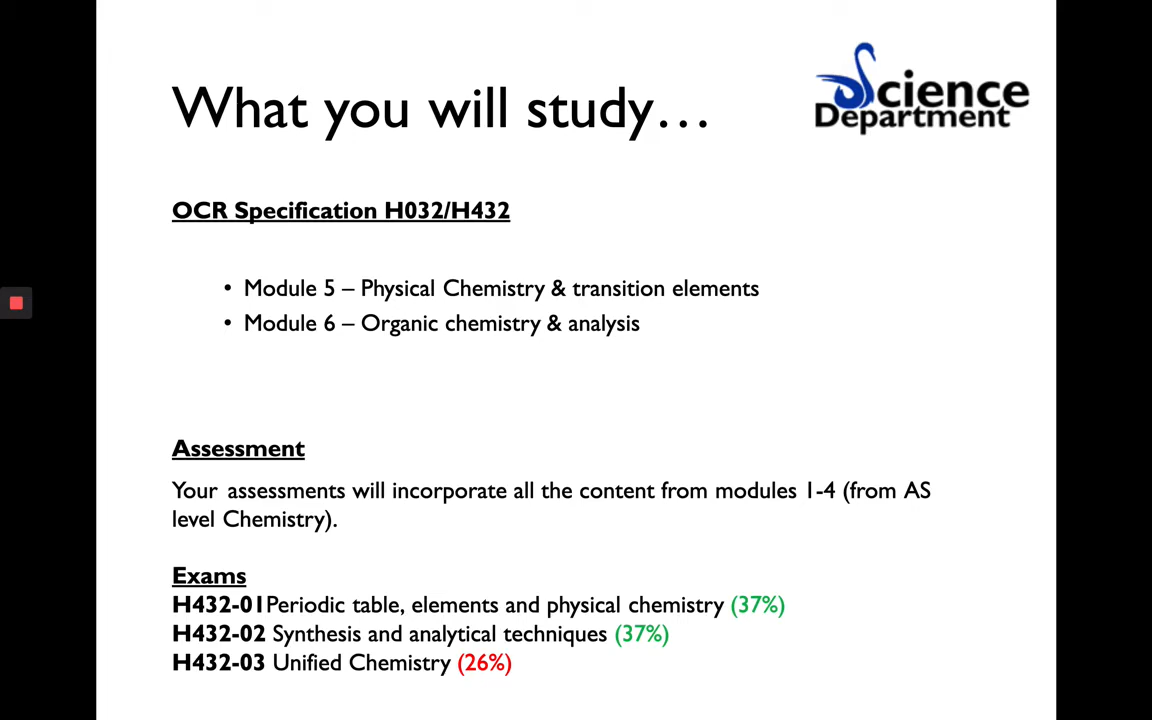 What you will study…
Science
Department
OCR Specification H032/H432
• Module 5 – Physical Chemistry & transition elements
• Module 6 – Organic chemistry & analysis
Assessment
Your assessments will incorporate all the content from modules 1-4 (from AS
level Chemistry).
Exams
H432-01Periodic table, elements and physical chemistry (37%)
H432-02 Synthesis and analytical techniques (37%)
H432-03 Unified Chemistry (26%)